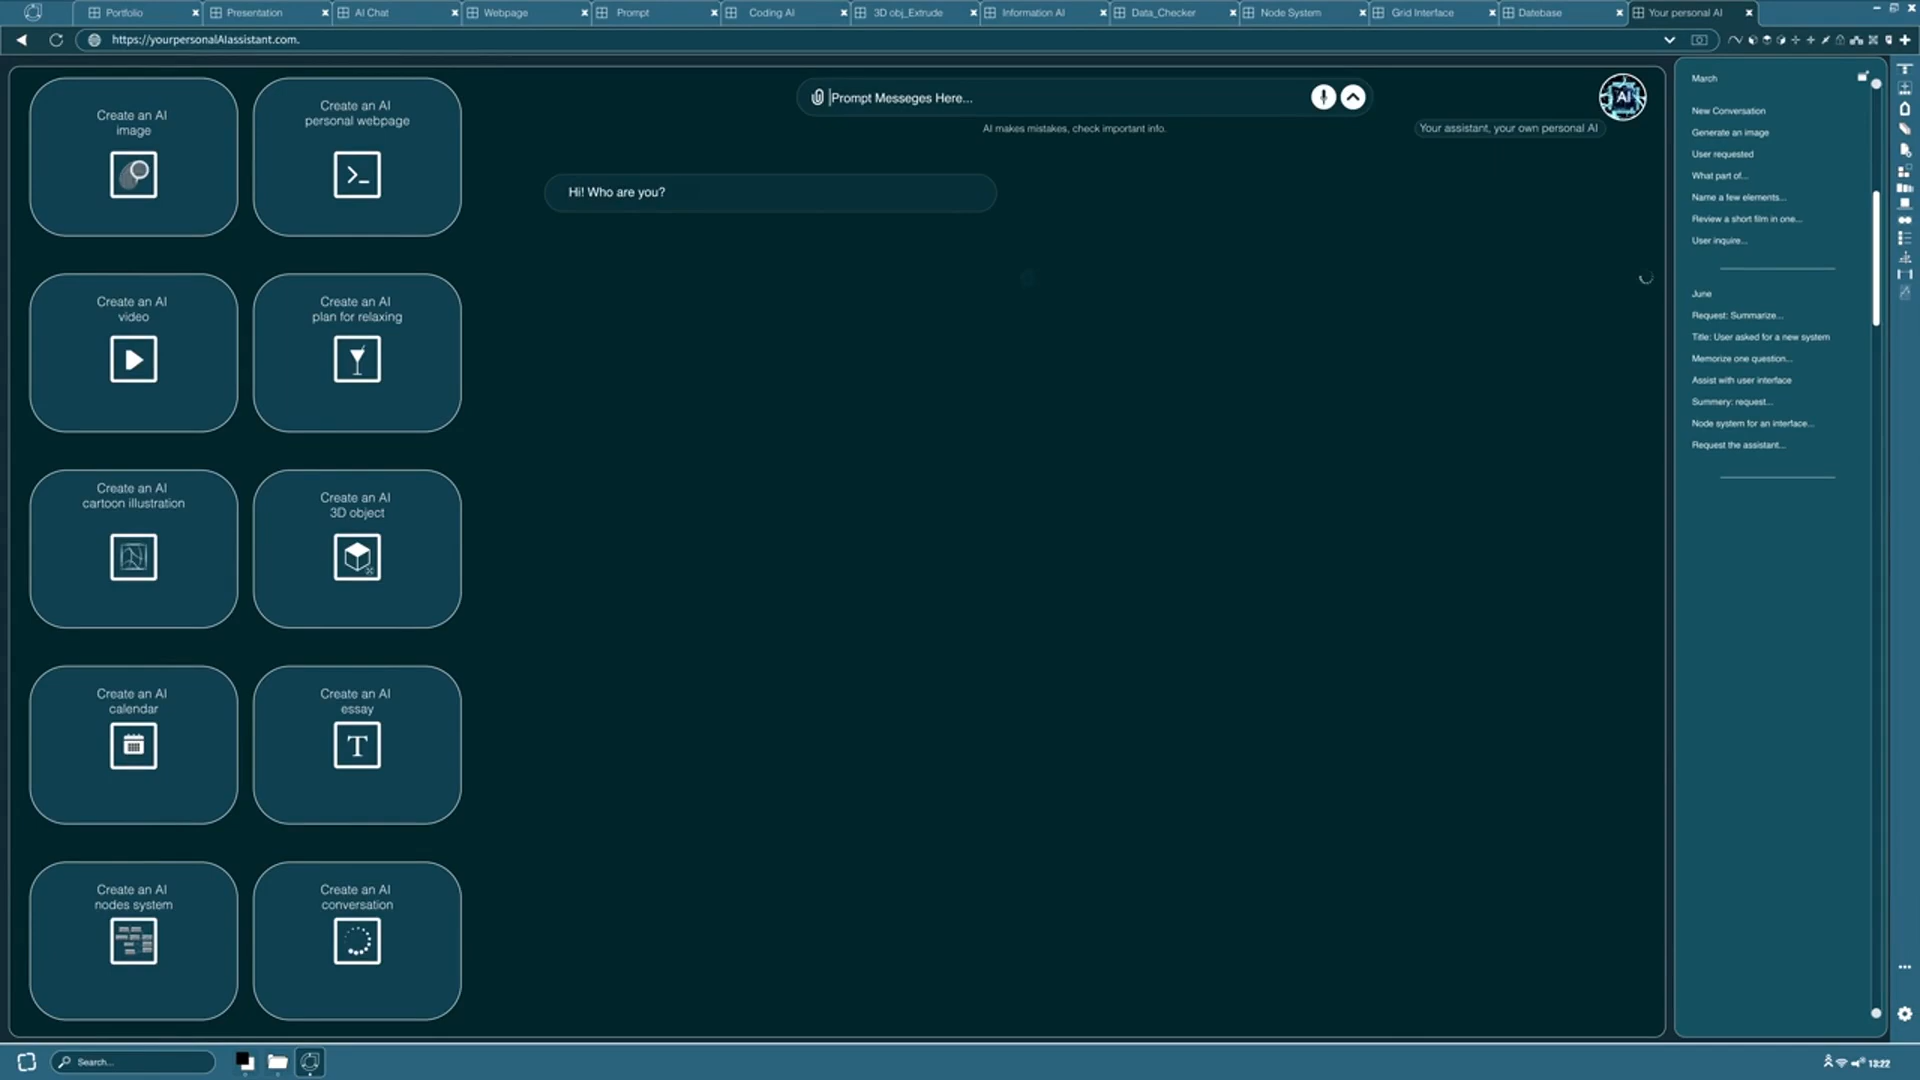 Portfolio
Presentation
AI Chat
Webpage
Prompt
Coding AI
3D obj_Extrude
Information AI
Data_Checker
Node System
Grid Interface
Datebase
Your personal AI
https://yourpersonalAIassistant.com.
Create an AI
image
Create an AI
personal webpage
Create an AI
video
Create an AI
plan for relaxing
Create an AI
cartoon illustration
Create an AI
3D object
Create an AI
calendar
T
Create an AI
essay
Create an AI
nodes system
Create an AI
conversation
Prompt Messeges Here...
AI makes mistakes, check important info.
AI
Your assistant, your own personal AI
Hi! Who are you?
March
New Conversation
Generate an image
User requested
What part of...
Name a few elements...
Review a short film in one...
User inquire...
June
Request: Summarize...
Title: User asked for a new system
Memorize one question...
Assist with user interface
Summery: request...
Node system for an interface...
Request the assistant...
Search...
13:22